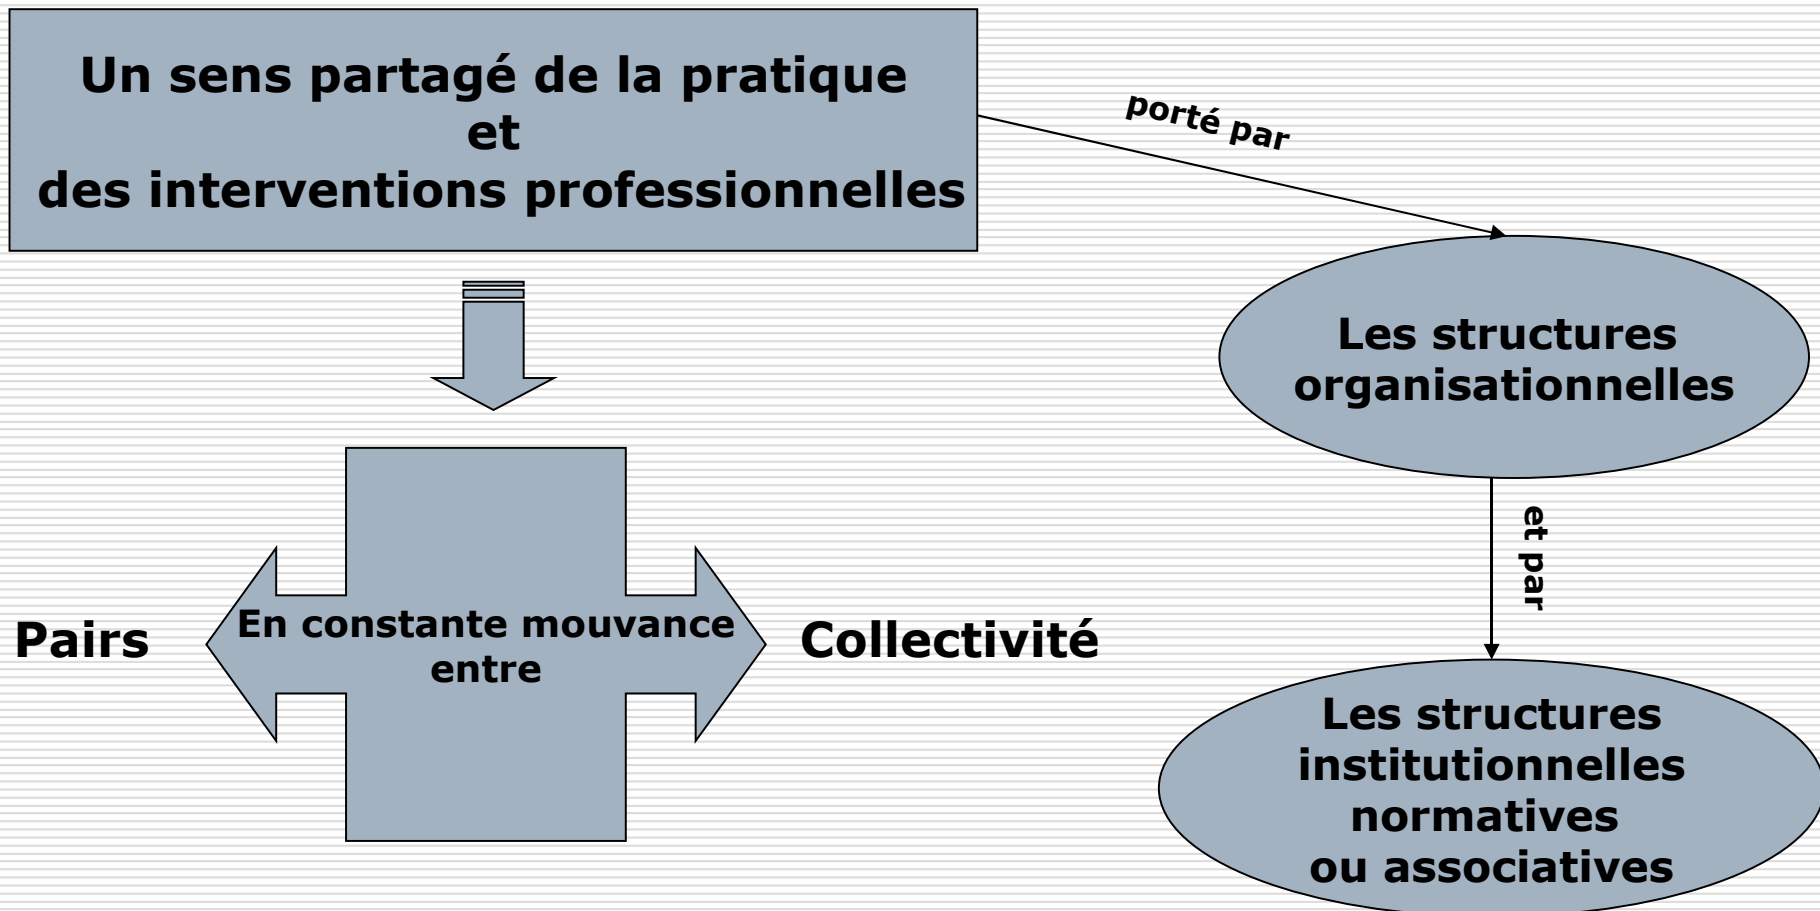 Un sens partagé de la pratique
et
des interventions professionnelles
porté par
Les structures
organisationnelles
et par
Pairs
En constante mouvance
entre
Collectivité
Les structures
institutionnelles
normatives
ou associatives